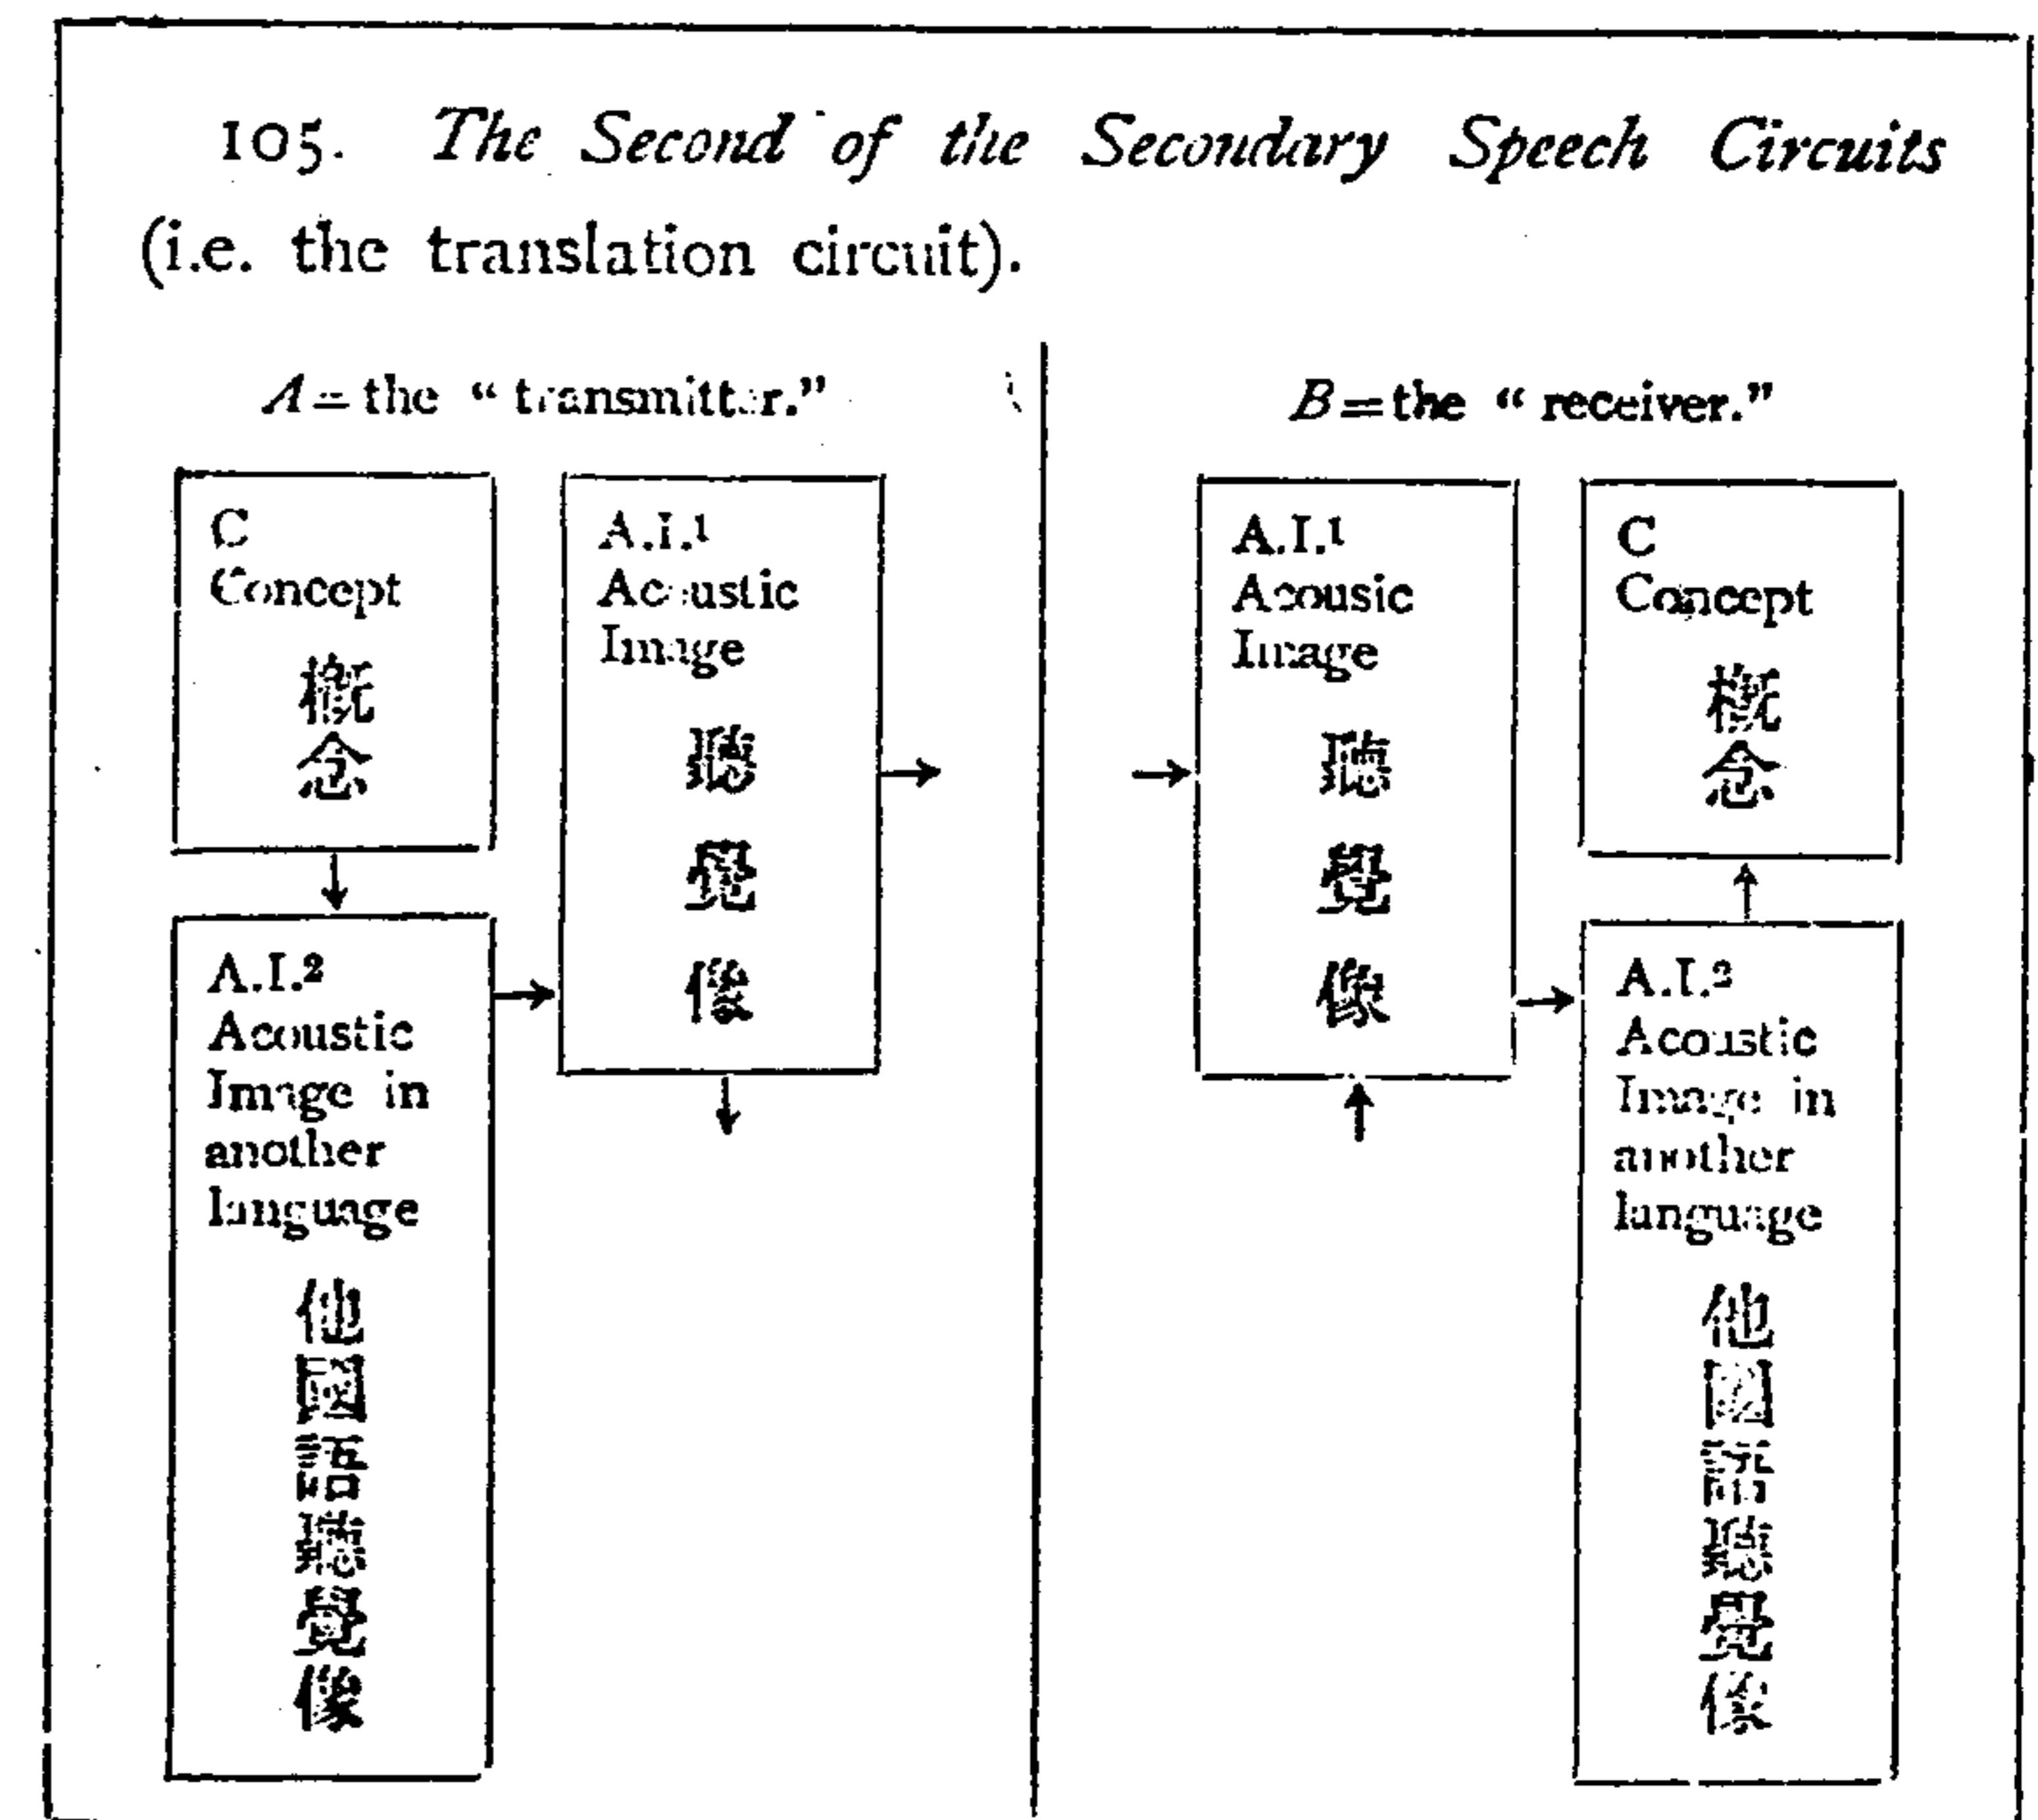 105. The Second of the Secondary Speech Circuits
(i.e. the translation circuit).
A=the “transmitter.”
C
Concept
概念
A.I.¹
Acoustic
Image
聽覺像
A.I.²
Acoustic
Image in
another
language
他國語聽覺像
B=the “receiver.”
A.I.¹
Acousic
Image
聽覺像
C
Concept
概念
A.I.²
Acoustic
Image in
another
language
他國語聽覺像